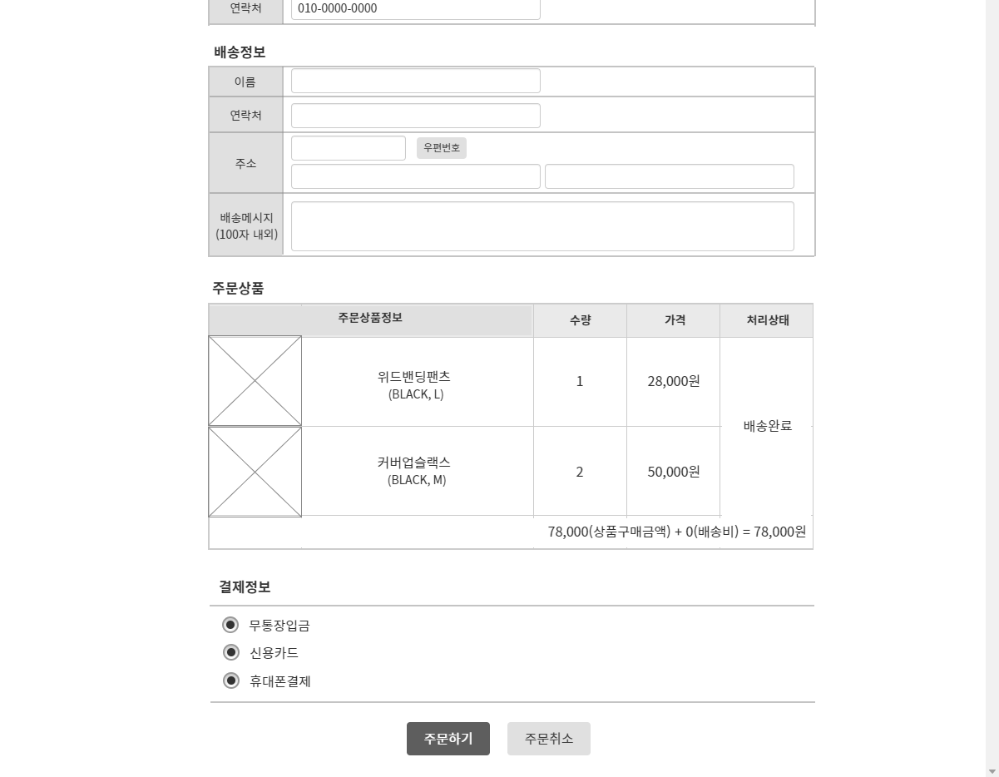 연락처 010-0000-0000
배송정보
이름
연락처
주소 우편번호
배송메시지
(100자 내외)
주문상품
주문상품정보 수량 가격 처리상태
위드밴딩팬츠
(BLACK, L)
1 28,000원
배송완료
커버업슬랙스
(BLACK, M)
2 50,000원
78,000(상품구매금액) + 0(배송비) = 78,000원
결제정보
무통장입금
신용카드
휴대폰결제
주문하기 주문취소